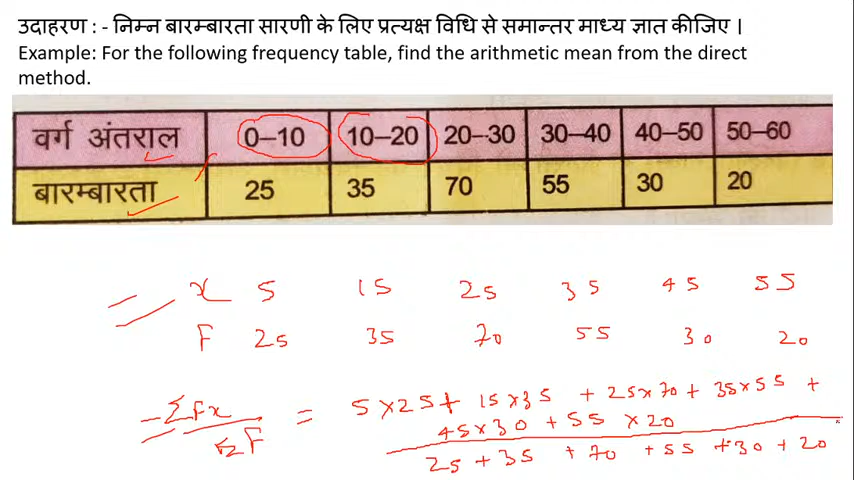 उदाहरण : - निम्न बारम्बारता सारणी के लिए प्रत्यक्ष विधि से समान्तर माध्य ज्ञात कीजिए |
Example: For the following frequency table, find the arithmetic mean from the direct
method.
वर्ग अंतराल 0–10 10–20 20–30 30–40 40–50 50–60
बारम्बारता 25 35 70 55 30 20
x 5 15 25 35 45 55
F 25 35 70 55 30 20
ΣFx / ΣF = 5×25+ 15×35 + 25×70 + 35×55 +
45×30 + 55 ×20
25 + 35 + 70 + 55 + 30 + 20